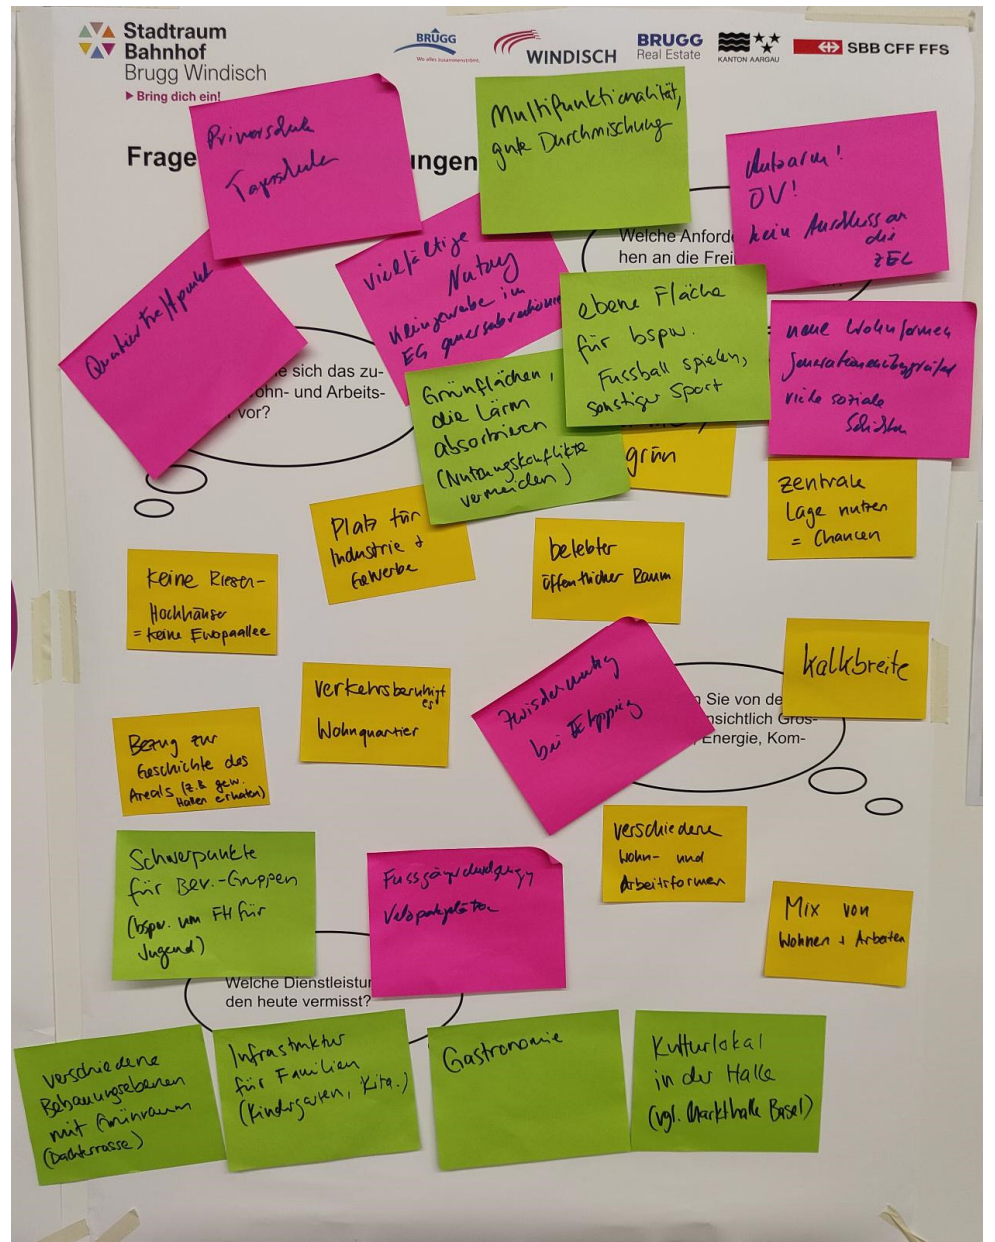 Stadtraum
Bahnhof
Brugg Windisch
Bring dich ein!
BRUGG
Wo alles zusammenströmt.
WINDISCH
BRUGG
Real Estate
KANTON AARGAU
SBB CFF FFS
Frage
ungen
Tagesschule
Multifunktionalität,
gute Durchmischung
Autoarm!
ÖV!
kein Anschluss an
die
ZEL
Welche Anford
hen an die Frei
Quartiertreffpunkt
vielfältige
Nutzung
Kleingewerbe im
EG
ebene Fläche
für bspw.
Fussball spielen,
sonstiger Sport
neue Wohnformen
generationenübergreifend
viele soziale
Schichten
e sich das zu-
ohn- und Arbeits-
vor?
Grünflächen,
die Lärm
absorbieren
(Nutzungskonflikte
vermeiden)
grün
zentrale
Lage nutzen
= Chancen
Platz für
Industrie +
Gewerbe
belebter
öffentlicher Raum
Keine Riesen-
Hochhäuser
= keine Europaallee
verkehrsberuhigt
es
Wohnquartier
Zwischennutzung
bei Etappierung
Kalkbreite
n Sie von de
nsichtlich Gros-
Energie, Kom-
Bezug zur
Geschichte des
Areals (z.B. gew.
Hallen erhalten)
verschiedene
Wohn- und
Arbeitsformen
Schwerpunkte
für Bev.-Gruppen
(bspw. um FH für
Jugend)
Mix von
Wohnen + Arbeiten
Welche Dienstleistu
den heute vermisst?
verschiedene
Bebauungsebenen
mit Grünraum
(Dachterrasse)
Infrastruktur
für Familien
(Kindergarten, Kita.)
Gastronomie
Kulturlokal
in der Halle
(vgl. Markthalle Basel)